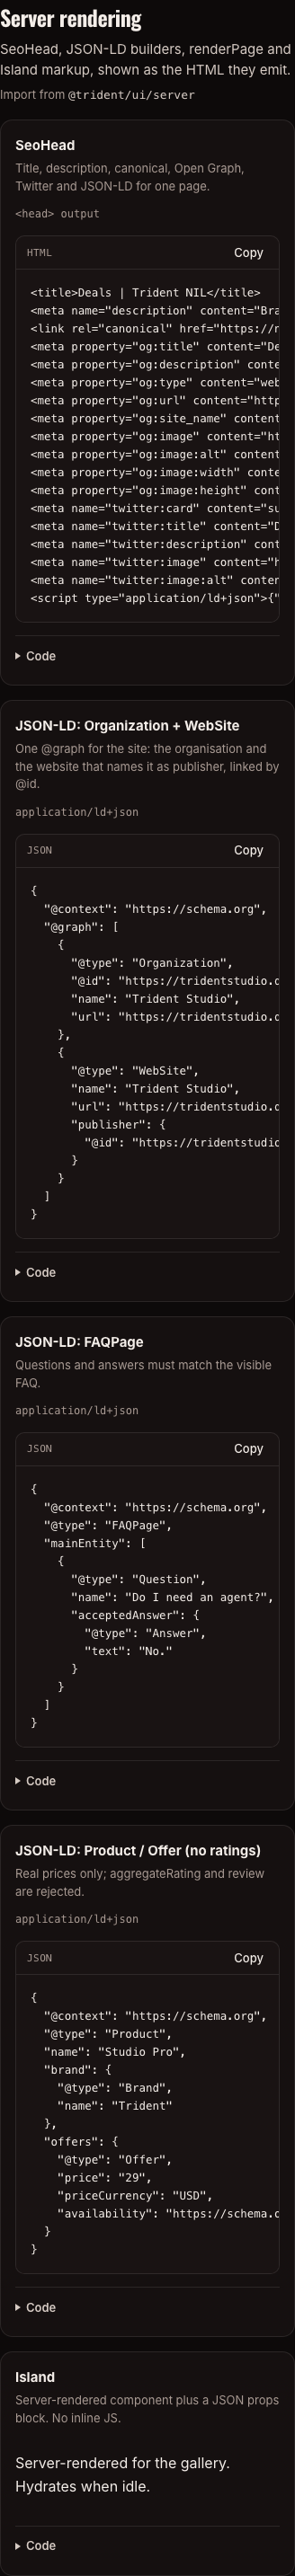 Server rendering
SeoHead, JSON-LD builders, renderPage and
Island markup, shown as the HTML they emit.
Import from @trident/ui/server
SeoHead
Title, description, canonical, Open Graph,
Twitter and JSON-LD for one page.
<head> output
HTML Copy
<title>Deals | Trident NIL</title>
<meta name="description" content="Bra
<link rel="canonical" href="https://n
<meta property="og:title" content="De
<meta property="og:description" conte
<meta property="og:type" content="web
<meta property="og:url" content="http
<meta property="og:site_name" content
<meta property="og:image" content="ht
<meta property="og:image:alt" content
<meta property="og:image:width" conte
<meta property="og:image:height" cont
<meta name="twitter:card" content="su
<meta name="twitter:title" content="D
<meta name="twitter:description" cont
<meta name="twitter:image" content="h
<meta name="twitter:image:alt" conten
<script type="application/ld+json">{"
Code
JSON-LD: Organization + WebSite
One @graph for the site: the organisation and
the website that names it as publisher, linked by
@id.
application/ld+json
JSON Copy
{
"@context": "https://schema.org",
"@graph": [
{
"@type": "Organization",
"@id": "https://tridentstudio.c
"name": "Trident Studio",
"url": "https://tridentstudio.c
},
{
"@type": "WebSite",
"name": "Trident Studio",
"url": "https://tridentstudio.c
"publisher": {
"@id": "https://tridentstudio
}
}
]
}
Code
JSON-LD: FAQPage
Questions and answers must match the visible
FAQ.
application/ld+json
JSON Copy
{
"@context": "https://schema.org",
"@type": "FAQPage",
"mainEntity": [
{
"@type": "Question",
"name": "Do I need an agent?",
"acceptedAnswer": {
"@type": "Answer",
"text": "No."
}
}
]
}
Code
JSON-LD: Product / Offer (no ratings)
Real prices only; aggregateRating and review
are rejected.
application/ld+json
JSON Copy
{
"@context": "https://schema.org",
"@type": "Product",
"name": "Studio Pro",
"brand": {
"@type": "Brand",
"name": "Trident"
},
"offers": {
"@type": "Offer",
"price": "29",
"priceCurrency": "USD",
"availability": "https://schema.o
}
}
Code
Island
Server-rendered component plus a JSON props
block. No inline JS.
Server-rendered for the gallery.
Hydrates when idle.
Code